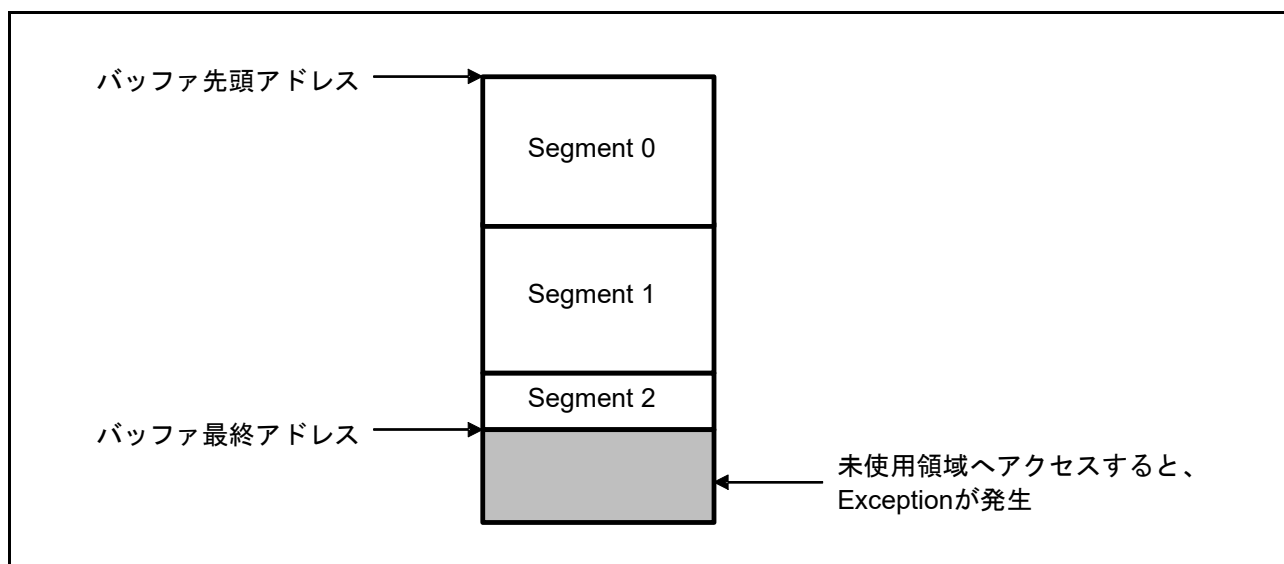 バッファ先頭アドレス
Segment 0
Segment 1
Segment 2
バッファ最終アドレス
未使用領域へアクセスすると、
Exceptionが発生